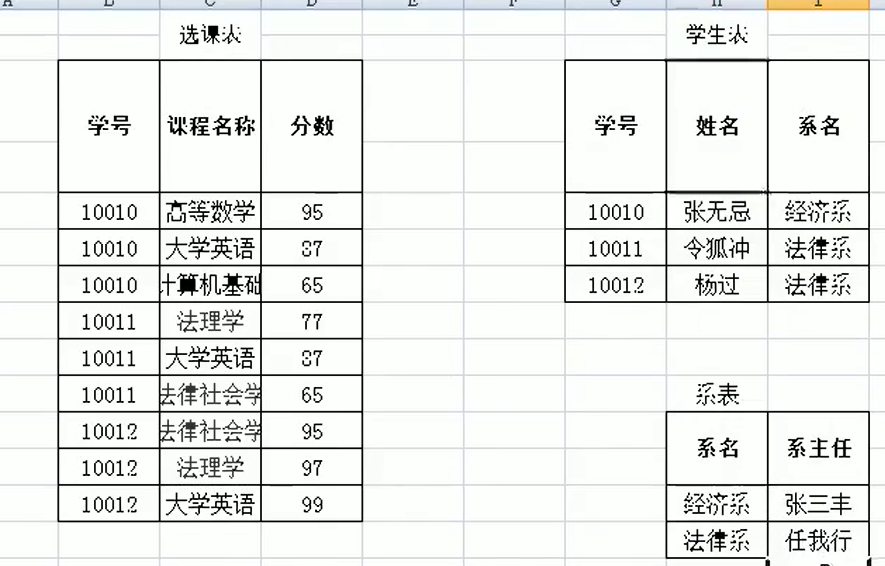 选课表
学号 课程名称 分数
10010 高等数学 95
10010 大学英语 87
10010 计算机基础 65
10011 法理学 77
10011 大学英语 87
10011 法律社会学 65
10012 法律社会学 95
10012 法理学 97
10012 大学英语 99
学生表
学号 姓名 系名
10010 张无忌 经济系
10011 令狐冲 法律系
10012 杨过 法律系
系表
系名 系主任
经济系 张三丰
法律系 任我行